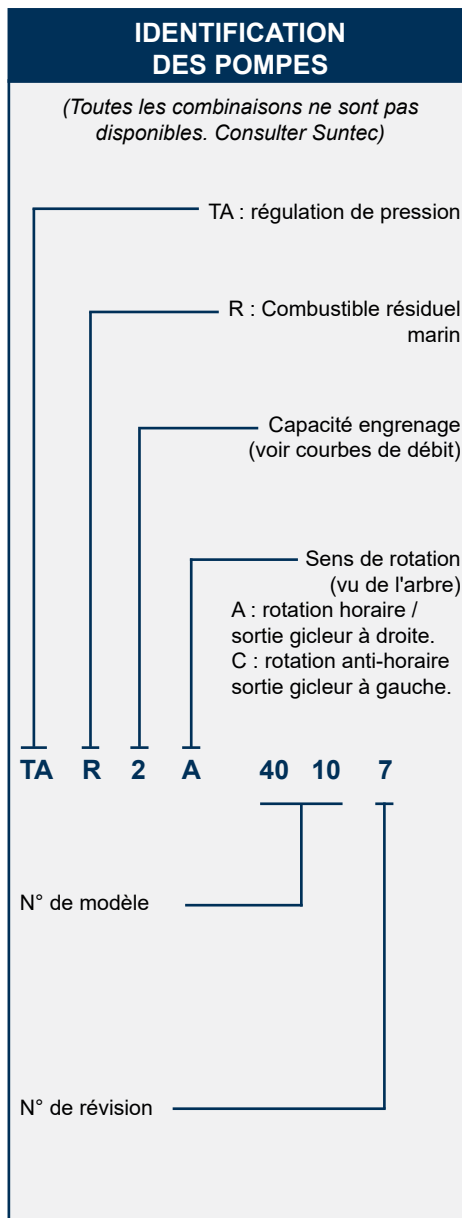 IDENTIFICATION
DES POMPES
(Toutes les combinaisons ne sont pas
disponibles. Consulter Suntec)
TA : régulation de pression
R : Combustible résiduel
marin
Capacité engrenage
(voir courbes de débit)
Sens de rotation
(vu de l'arbre)
A : rotation horaire /
sortie gicleur à droite.
C : rotation anti-horaire
sortie gicleur à gauche.
TA R 2 A 40 10 7
N° de modèle
N° de révision